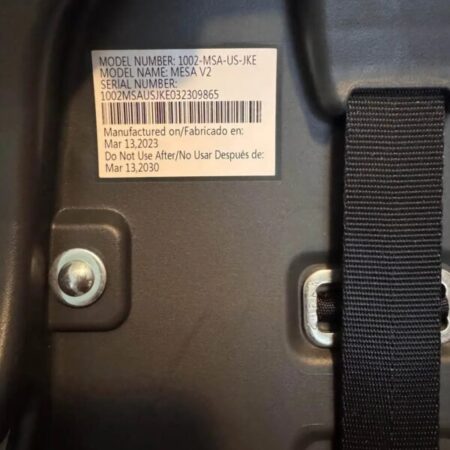 MODEL NUMBER: 1002-MSA-US-JKE
MODEL NAME: MESA V2
SERIAL NUMBER:
1002MSAUSJKE032309865
Manufactured on/Fabricado en:
Mar 13,2023
Do Not Use After/No Usar Después de:
Mar 13,2030